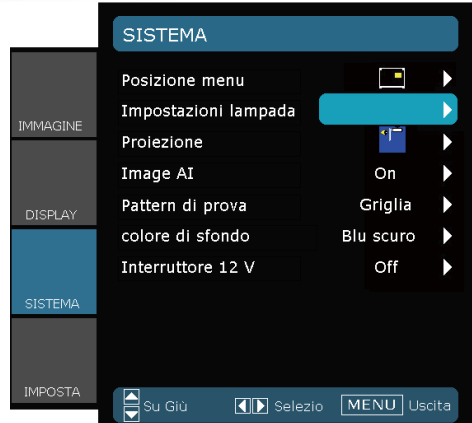 SISTEMA
IMMAGINE
DISPLAY
SISTEMA
IMPOSTA
Posizione menu
Impostazioni lampada
Proiezione
Image AI On
Pattern di prova Griglia
colore di sfondo Blu scuro
Interruttore 12 V Off
Su Giù Selezio MENU Uscita